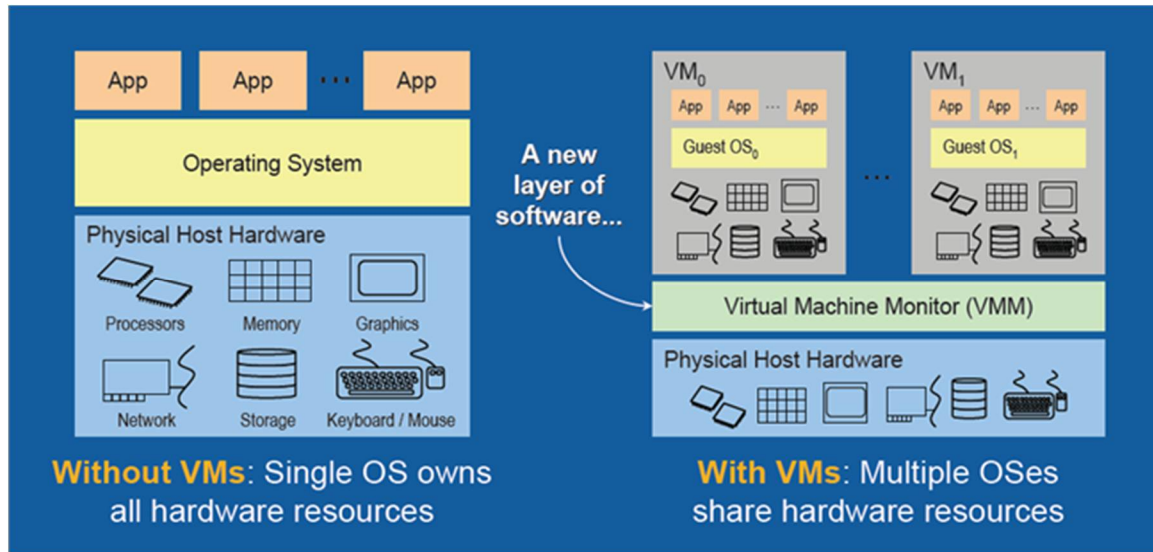 App App ... App
Operating System
Physical Host Hardware
Processors Memory Graphics
Network Storage Keyboard / Mouse
Without VMs: Single OS owns
all hardware resources
A new
layer of
software...
VM₀
App App ... App
Guest OS₀
...
VM₁
App App ... App
Guest OS₁
Virtual Machine Monitor (VMM)
Physical Host Hardware
With VMs: Multiple OSes
share hardware resources